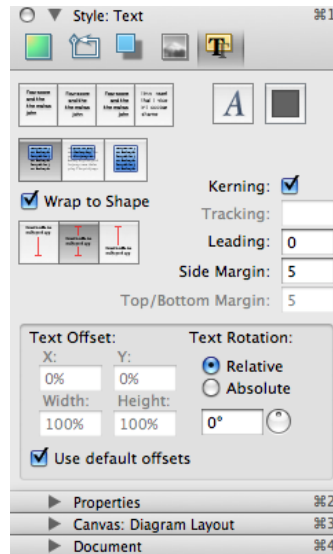 Style: Text ⌘1
A
Wrap to Shape
Kerning:
Tracking:
Leading: 0
Side Margin: 5
Top/Bottom Margin: 5
Text Offset:
X: Y:
0% 0%
Width: Height:
100% 100%
Use default offsets
Text Rotation:
Relative
Absolute
0°
Properties ⌘2
Canvas: Diagram Layout ⌘3
Document ⌘4